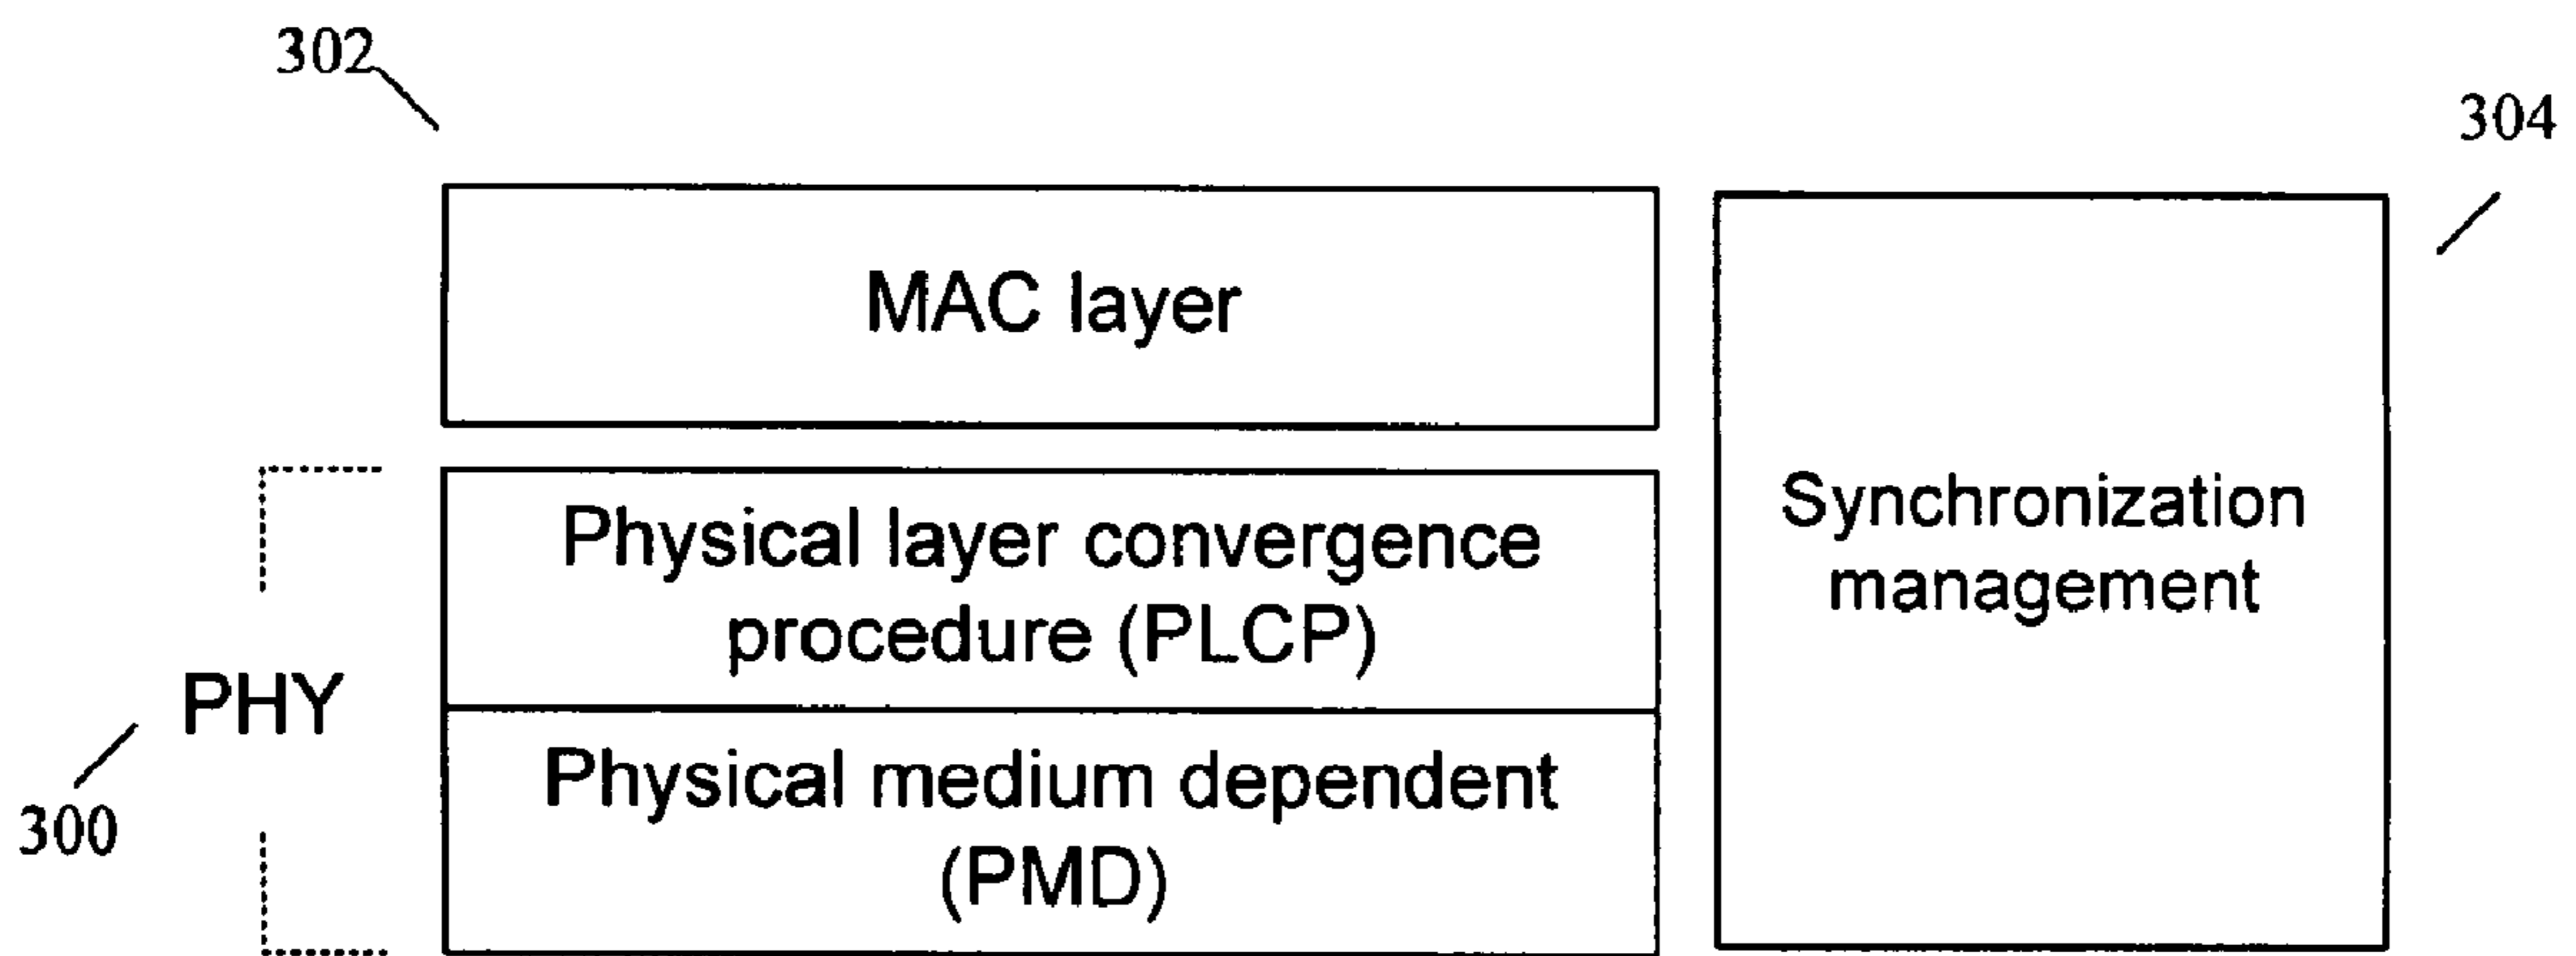 302
304
MAC layer
Physical layer convergence
procedure (PLCP)
Synchronization
management
PHY
300
Physical medium dependent
(PMD)